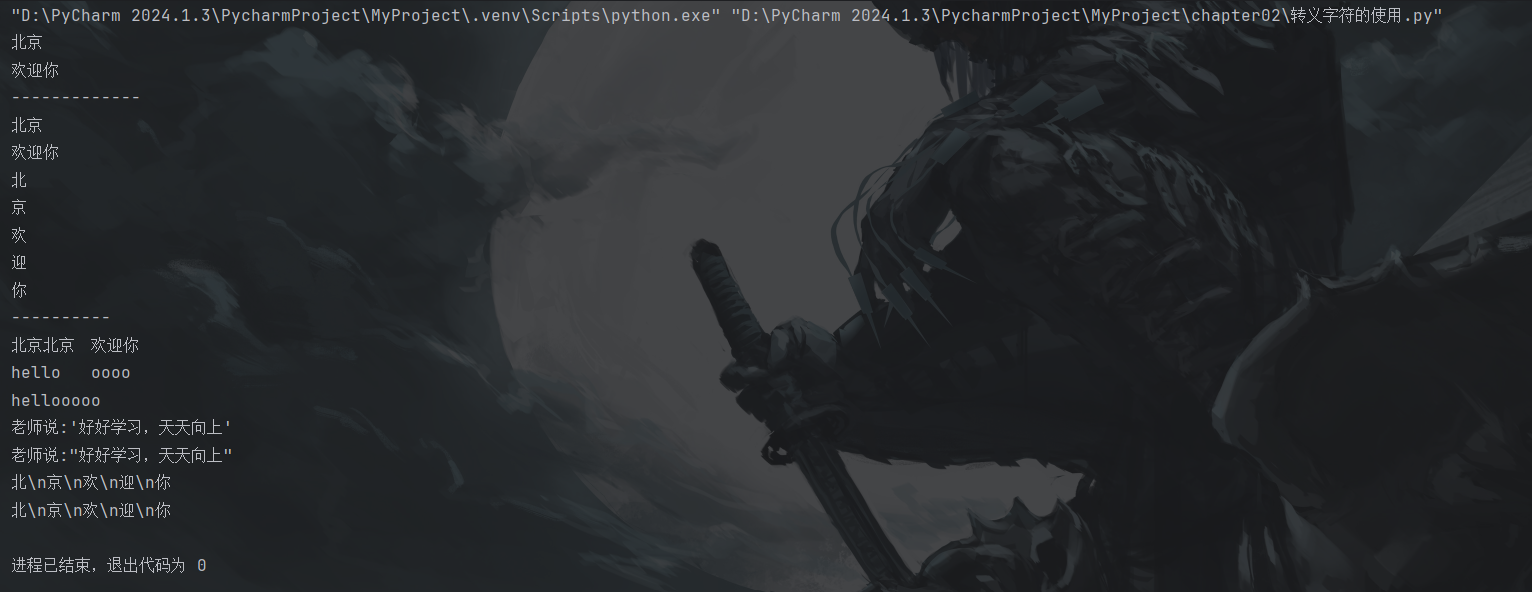 "D:\PyCharm 2024.1.3\PycharmProject\MyProject\.venv\Scripts\python.exe" "D:\PyCharm 2024.1.3\PycharmProject\MyProject\chapter02\转义字符的使用.py"
北京
欢迎你
-------------
北京
欢迎你
北
京
欢
迎
你
----------
北京北京  欢迎你
hello   oooo
hellooooo
老师说:'好好学习，天天向上'
老师说:"好好学习，天天向上"
北\n京\n欢\n迎\n你
北\n京\n欢\n迎\n你
进程已结束，退出代码为 0